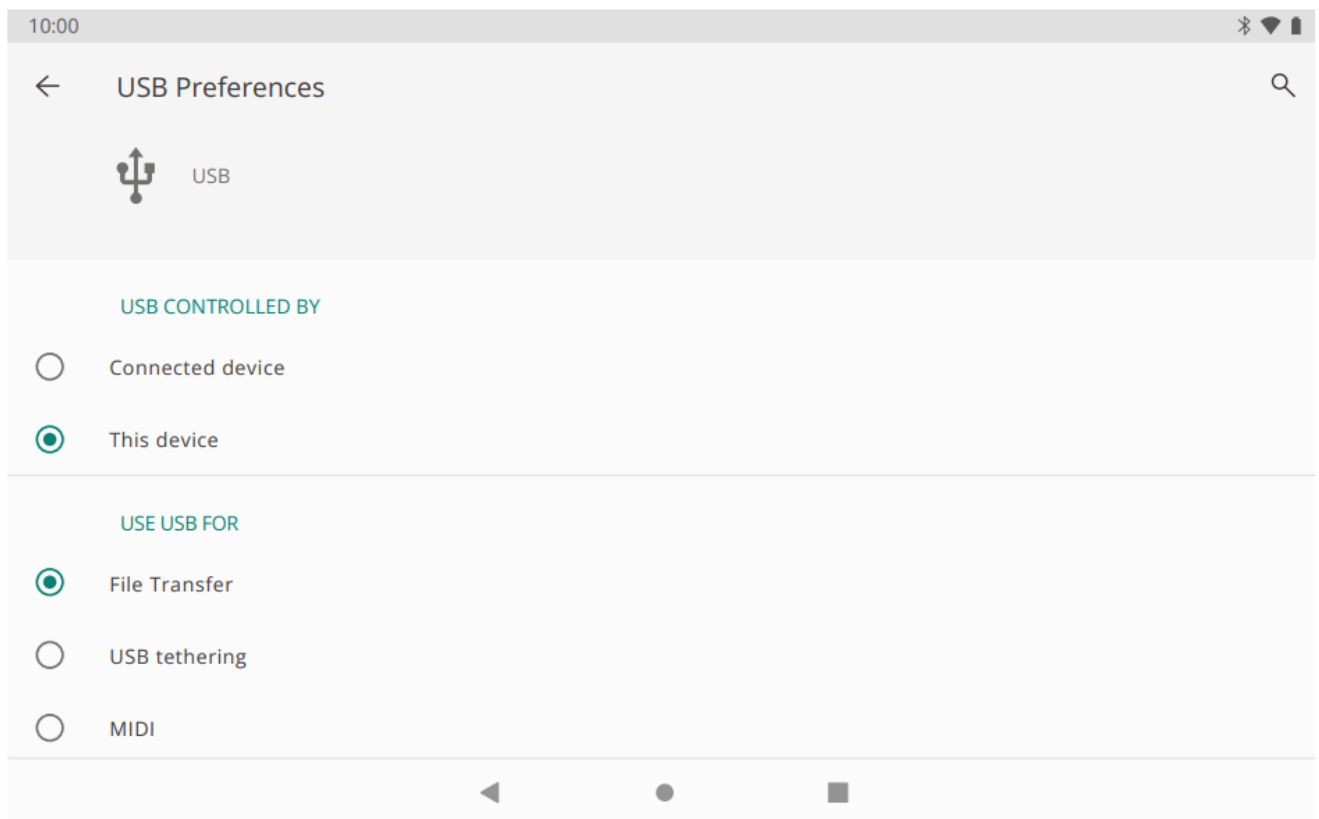 10:00
USB Preferences
USB
USB CONTROLLED BY
Connected device
This device
USE USB FOR
File Transfer
USB tethering
MIDI